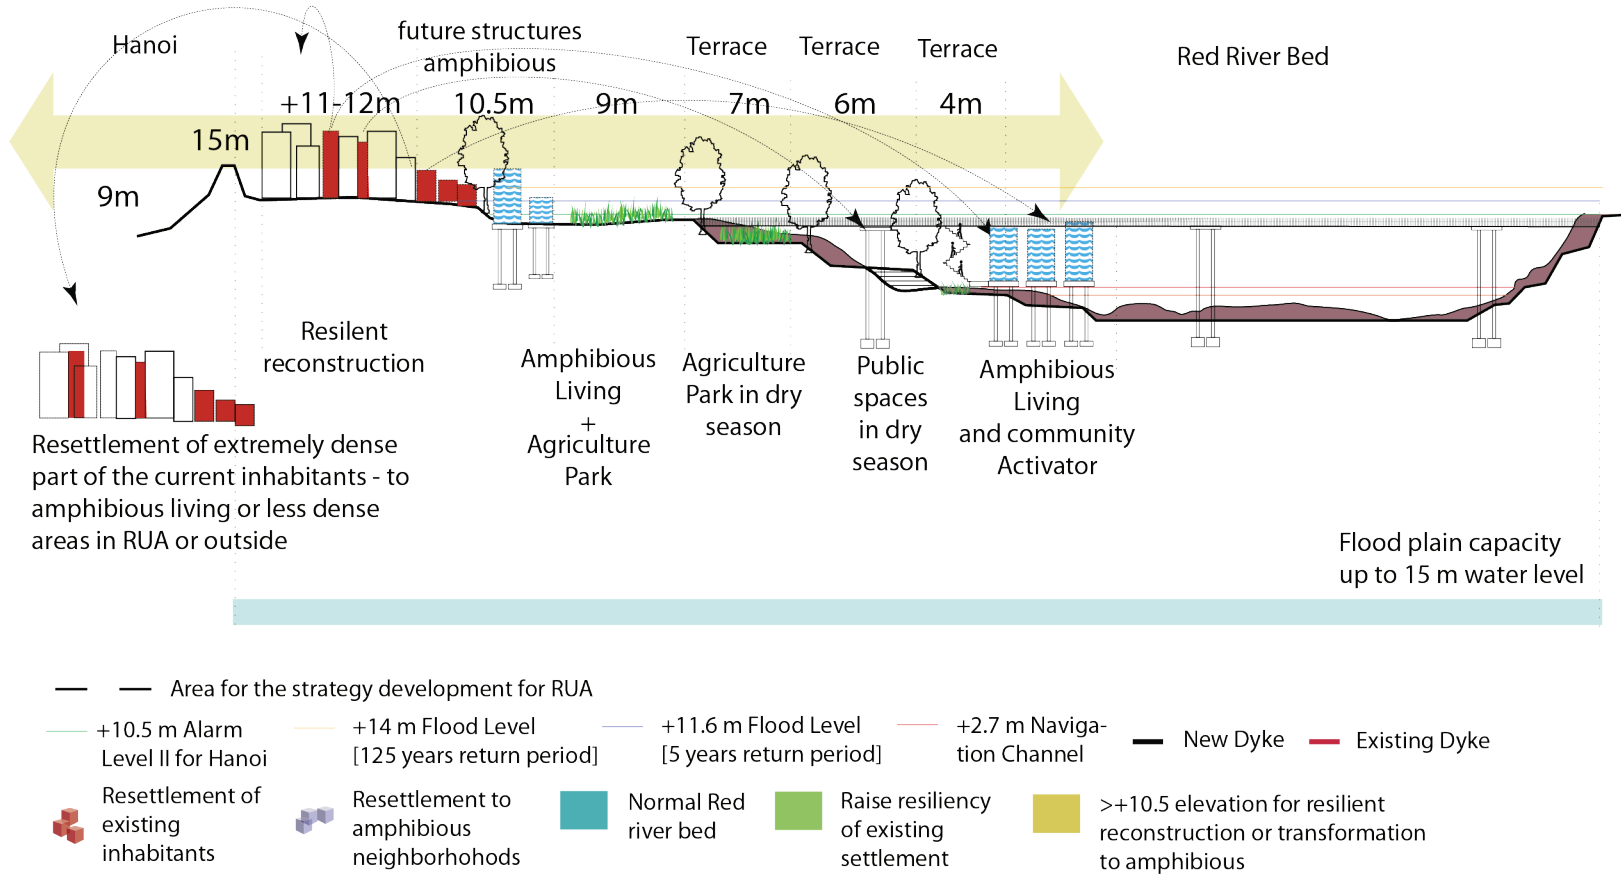 Hanoi
future structures
amphibious
Terrace
Terrace
Terrace
Red River Bed
+11-12m
10.5m
9m
7m
6m
4m
15m
9m
Resilent
reconstruction
Amphibious
Living
+
Agriculture
Park
Agriculture
Park in dry
season
Public
spaces
in dry
season
Amphibious
Living
and community
Activator
Resettlement of extremely dense
part of the current inhabitants - to
amphibious living or less dense
areas in RUA or outside
Flood plain capacity
up to 15 m water level
Area for the strategy development for RUA
+10.5 m Alarm
Level II for Hanoi
+14 m Flood Level
[125 years return period]
+11.6 m Flood Level
[5 years return period]
+2.7 m Naviga-
tion Channel
New Dyke
Existing Dyke
Resettlement of
existing
inhabitants
Resettlement to
amphibious
neighborhohods
Normal Red
river bed
Raise resiliency
of existing
settlement
>+10.5 elevation for resilient
reconstruction or transformation
to amphibious